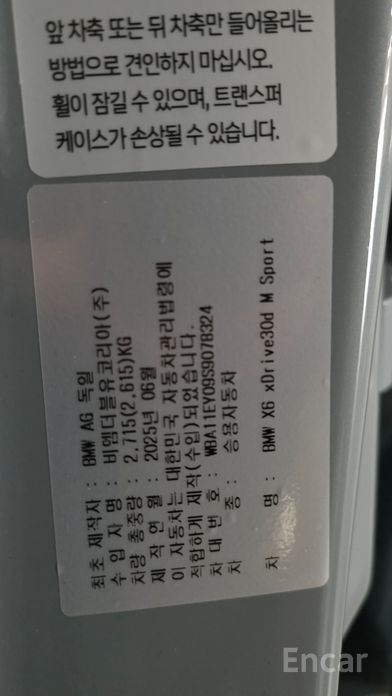 앞 차축 또는 뒤 차축만 들어올리는
방법으로 견인하지 마십시오.
휠이 잠길 수 있으며, 트랜스퍼
케이스가 손상될 수 있습니다.
최초 제작자 : BMW AG 독일
수 입 자 명 : 비엠더블유코리아(주)
차량 총중량 : 2,715(2,615)KG
제 작 연 월 : 2025년 06월
이 자동차는 대한민국 자동차관리법령에
적합하게 제작(수입)되었습니다.
차 대 번 호 : WBA11EY09S9078324
차 종 : 승용자동차
차 명 : BMW X6 xDrive30d M Sport
Encar